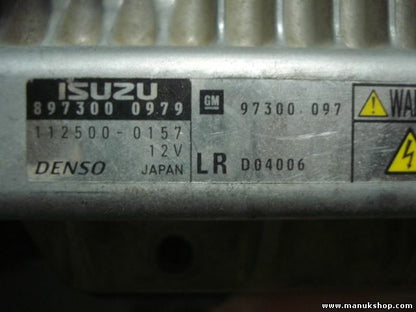 ISUZU
897300 0979
112500-0157
12V
DENSO JAPAN
GM 97300 097
LR D04006
WA
www.manukshop.com